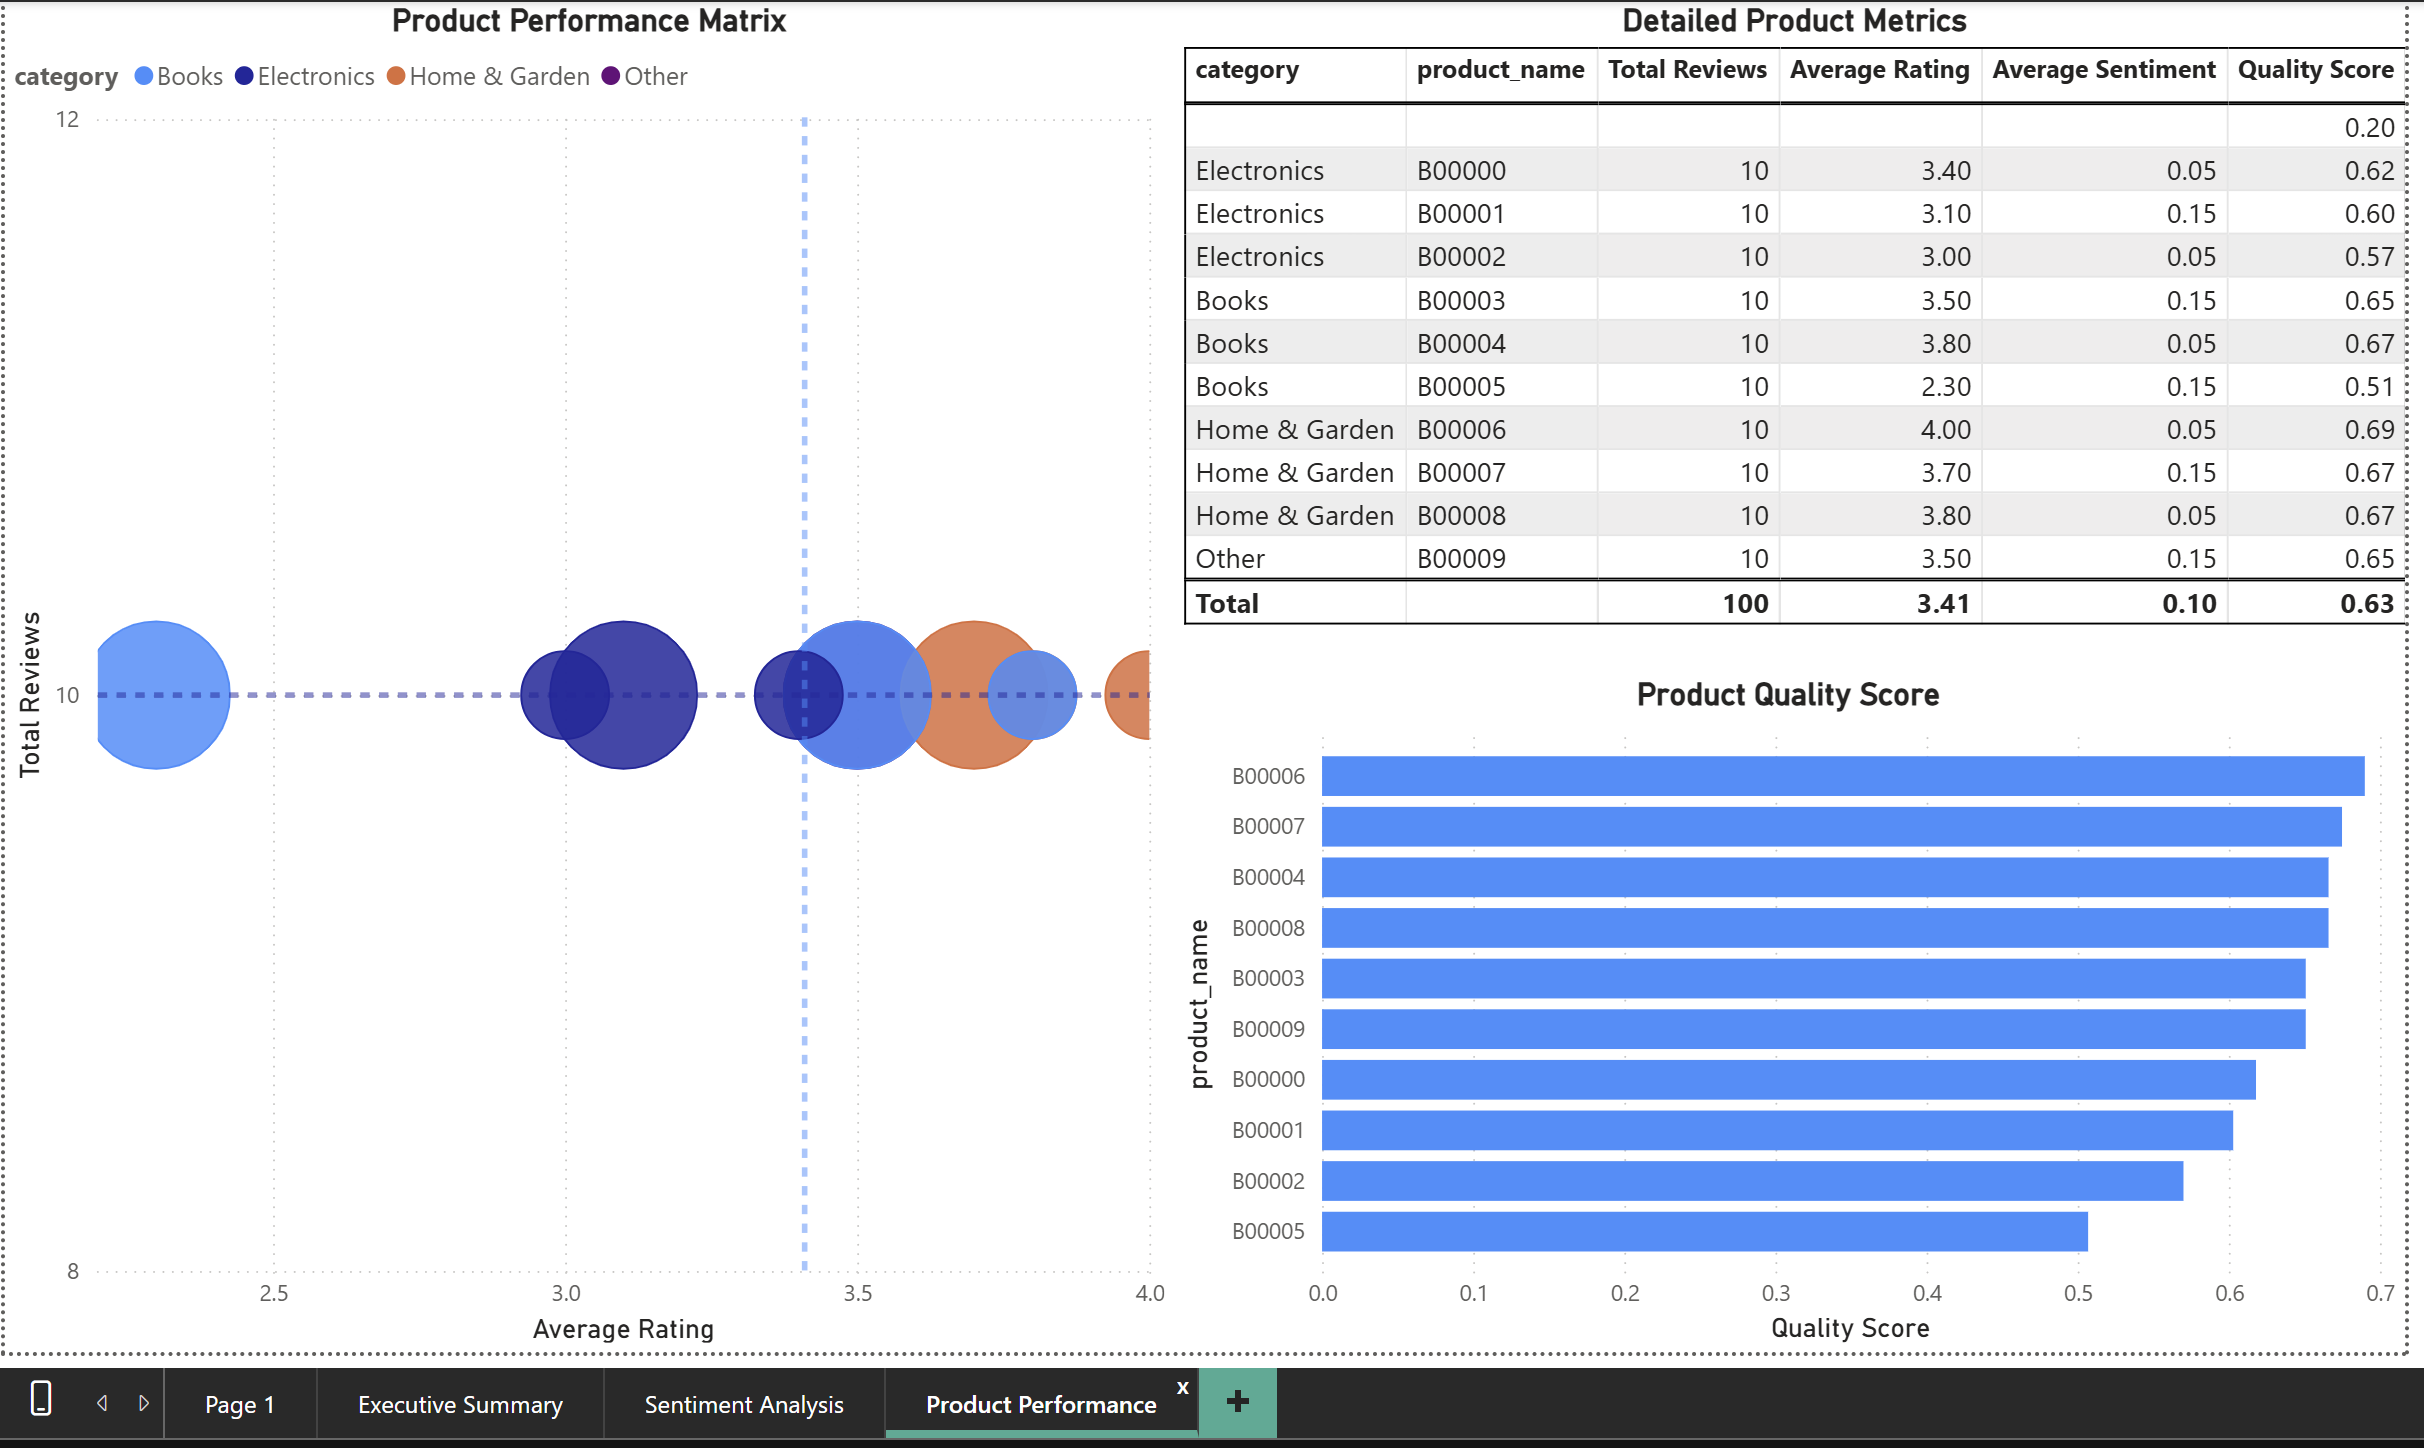 Product Performance Matrix
category Books Electronics Home & Garden Other
12
10
8
Total Reviews
2.5 3.0 3.5 4.0
Average Rating
Detailed Product Metrics
category product_name Total Reviews Average Rating Average Sentiment Quality Score
0.20
Electronics B00000 10 3.40 0.05 0.62
Electronics B00001 10 3.10 0.15 0.60
Electronics B00002 10 3.00 0.05 0.57
Books B00003 10 3.50 0.15 0.65
Books B00004 10 3.80 0.05 0.67
Books B00005 10 2.30 0.15 0.51
Home & Garden B00006 10 4.00 0.05 0.69
Home & Garden B00007 10 3.70 0.15 0.67
Home & Garden B00008 10 3.80 0.05 0.67
Other B00009 10 3.50 0.15 0.65
Total 100 3.41 0.10 0.63
Product Quality Score
product_name
B00006
B00007
B00004
B00008
B00003
B00009
B00000
B00001
B00002
B00005
0.0 0.1 0.2 0.3 0.4 0.5 0.6 0.7
Quality Score
Page 1 Executive Summary Sentiment Analysis Product Performance x +